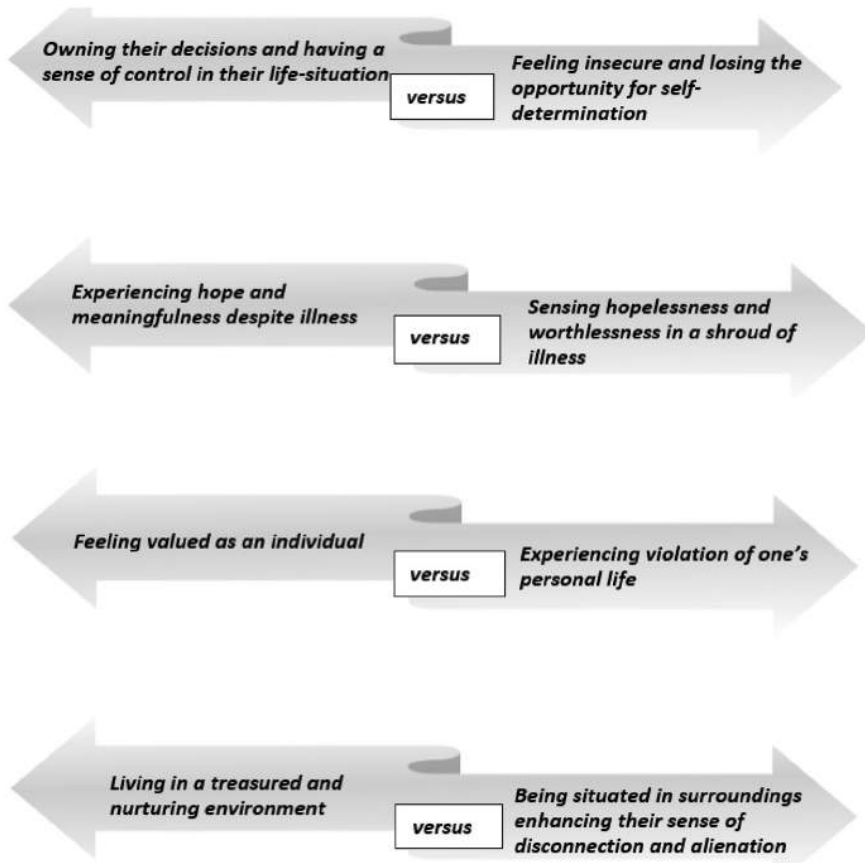 Owning their decisions and having a
sense of control in their life-situation
versus
Feeling insecure and losing the
opportunity for self-
determination
Experiencing hope and
meaningfulness despite illness
versus
Sensing hopelessness and
worthlessness in a shroud of
illness
Feeling valued as an individual
versus
Experiencing violation of one's
personal life
Living in a treasured and
nurturing environment
versus
Being situated in surroundings
enhancing their sense of
disconnection and alienation